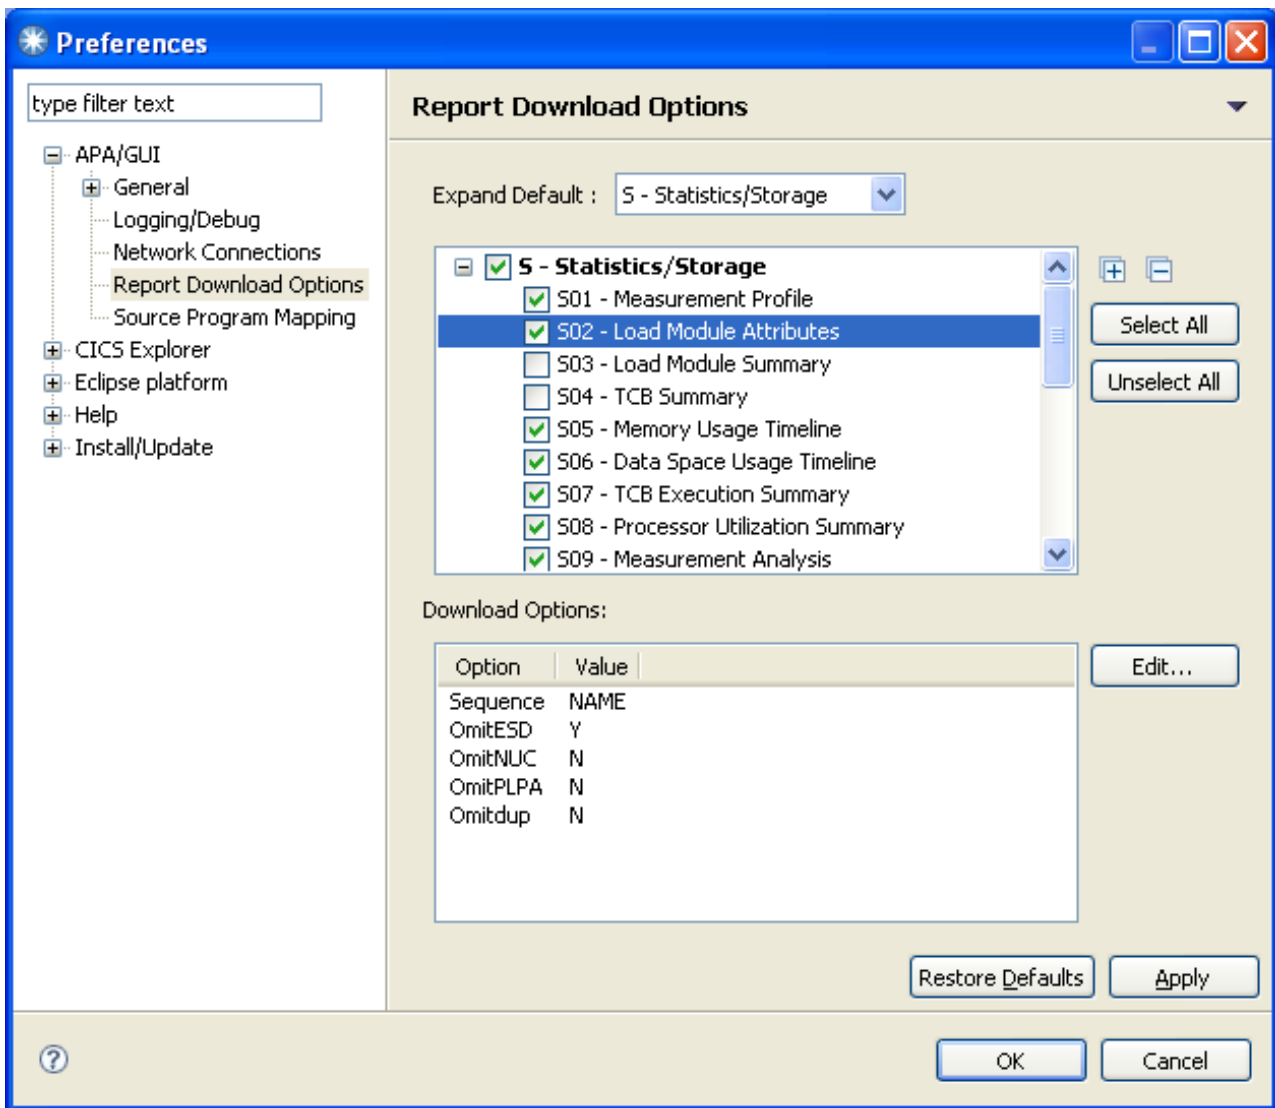 Preferences
type filter text
APA/GUI
General
Logging/Debug
Network Connections
Report Download Options
Source Program Mapping
CICS Explorer
Eclipse platform
Help
Install/Update
Report Download Options
Expand Default : S - Statistics/Storage
S - Statistics/Storage
S01 - Measurement Profile
S02 - Load Module Attributes
S03 - Load Module Summary
S04 - TCB Summary
S05 - Memory Usage Timeline
S06 - Data Space Usage Timeline
S07 - TCB Execution Summary
S08 - Processor Utilization Summary
S09 - Measurement Analysis
Select All
Unselect All
Download Options:
Option Value
Sequence NAME
OmitESD Y
OmitNUC N
OmitPLPA N
Omitdup N
Edit...
Restore Defaults Apply
? OK Cancel